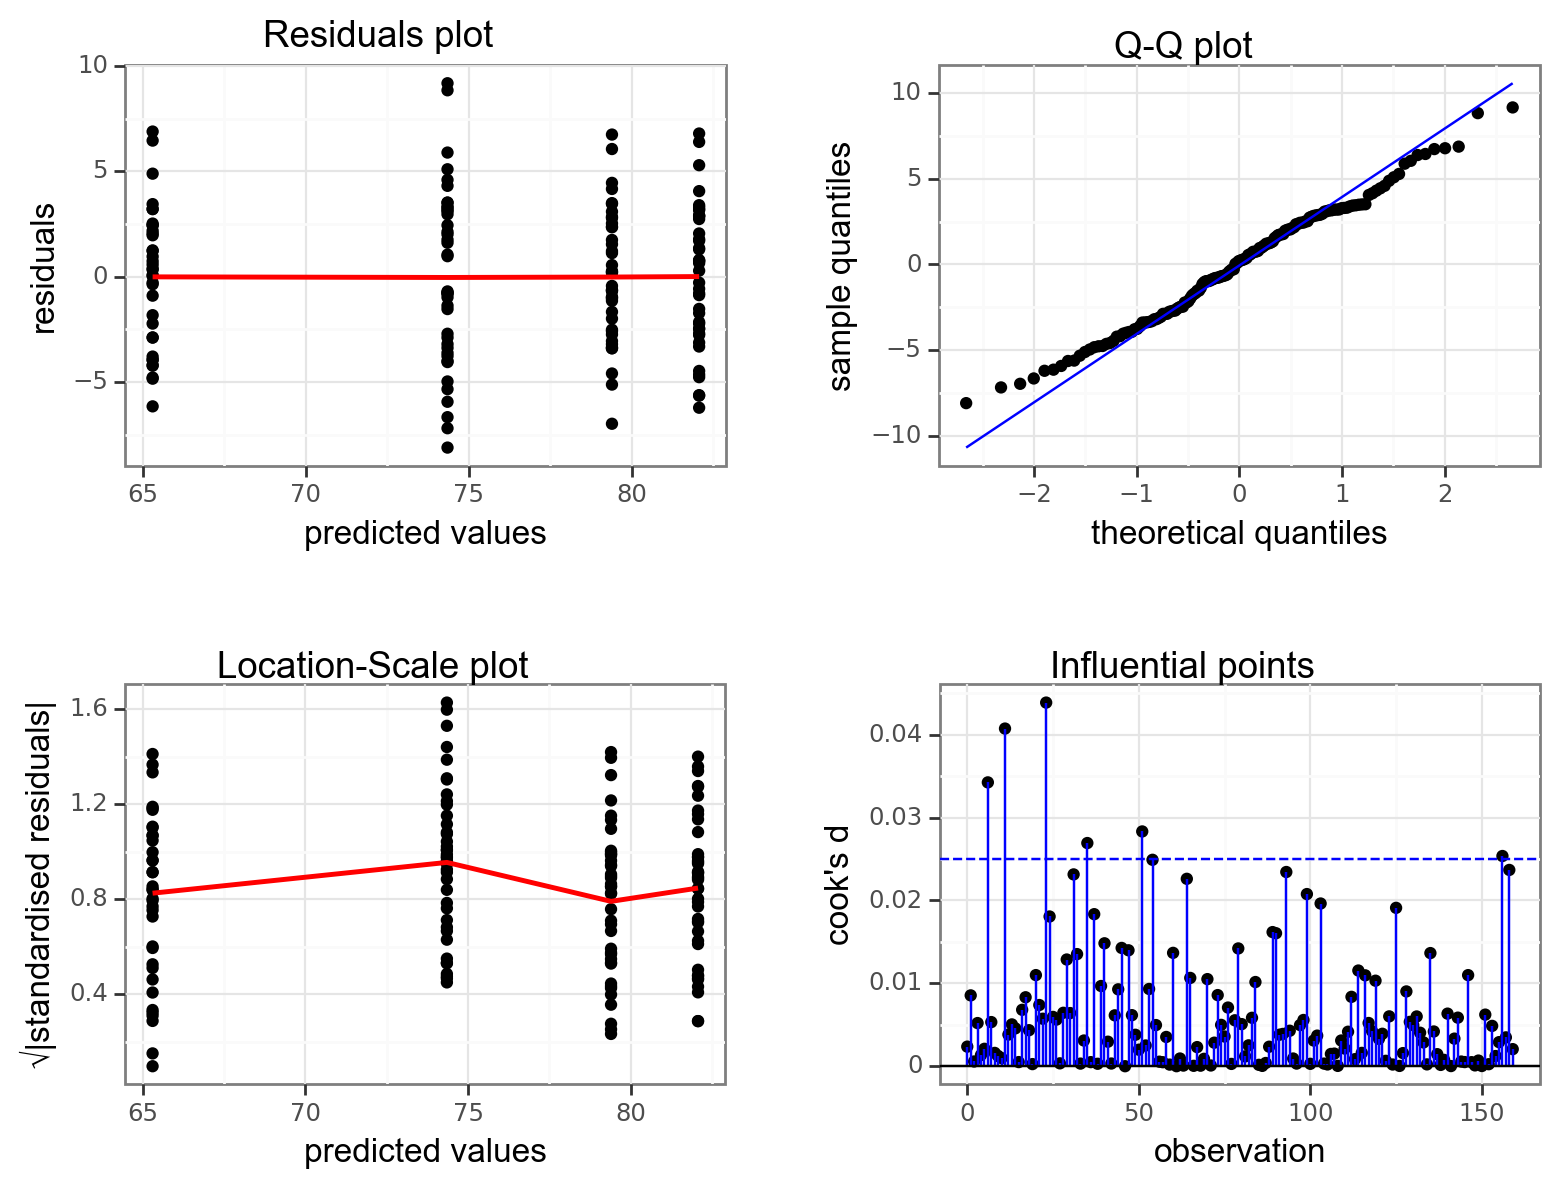 Residuals plot
10
5
0
−5
65
70
75
80
residuals
predicted values
Q-Q plot
10
5
0
−5
−10
−2
−1
0
1
2
sample quantiles
theoretical quantiles
Location-Scale plot
1.6
1.2
0.8
0.4
65
70
75
80
√|standardised residuals|
predicted values
Influential points
0.04
0.03
0.02
0.01
0
0
50
100
150
cook's d
observation